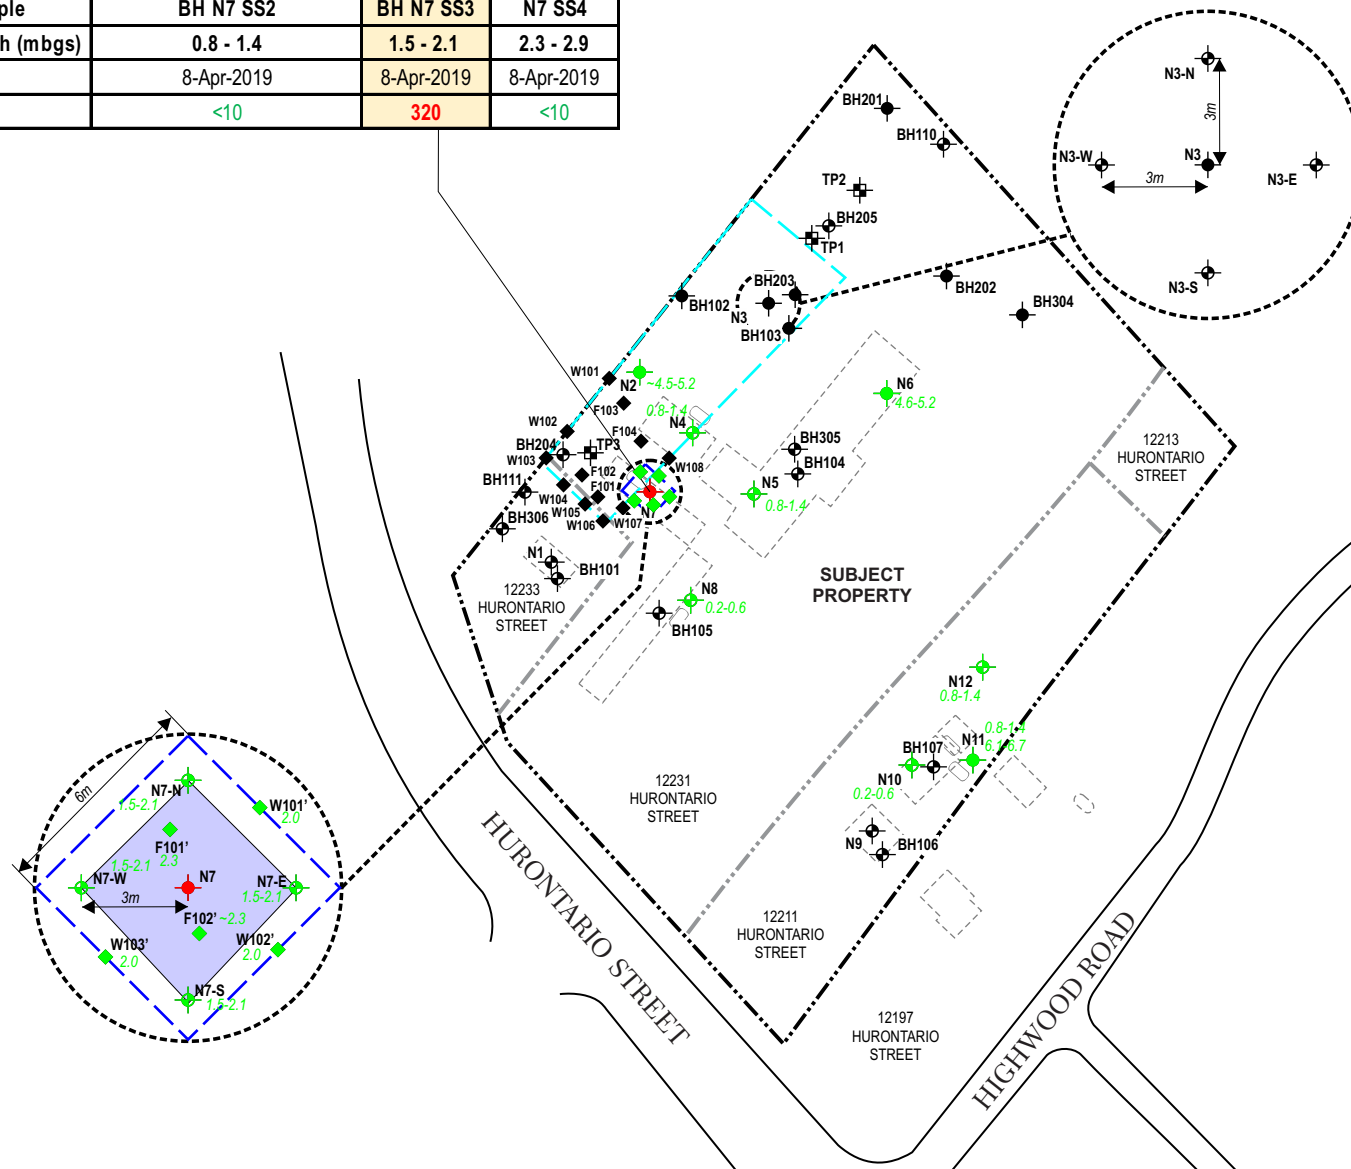 ple BH N7 SS2 BH N7 SS3 N7 SS4
h (mbgs) 0.8 - 1.4 1.5 - 2.1 2.3 - 2.9
8-Apr-2019 8-Apr-2019 8-Apr-2019
<10 320 <10
N3-N
3m
N3-W
N3
N3-E
3m
N3-S
BH201
BH110
TP2
BH205
TP1
BH203
BH102
N3
BH103
BH202
BH304
W101
N2
~4.5-5.2
F103
0.8-1.4
N4
N6
4.6-5.2
W102
F104
BH204
TP3
W103
W108
BH305
BH104
F102
BH111
F101
W104
W105
W106
W107
N7
N5
0.8-1.4
BH306
N1
BH101
12233
HURONTARIO
STREET
N8
0.2-0.6
BH105
SUBJECT
PROPERTY
12213
HURONTARIO
STREET
N12
0.8-1.4
0.8-1.4
N11
6.1-6.7
BH107
N10
0.2-0.6
N9
BH106
12231
HURONTARIO
STREET
12211
HURONTARIO
STREET
12197
HURONTARIO
STREET
HURONTARIO STREET
HIGHWOOD ROAD
6m
N7-N
1.5-2.1
W101'
2.0
F101'
2.3
1.5-2.1
N7-W
N7
N7-E
1.5-2.1
3m
F102'
~2.3
W103'
2.0
W102'
2.0
N7-S
1.5-2.1